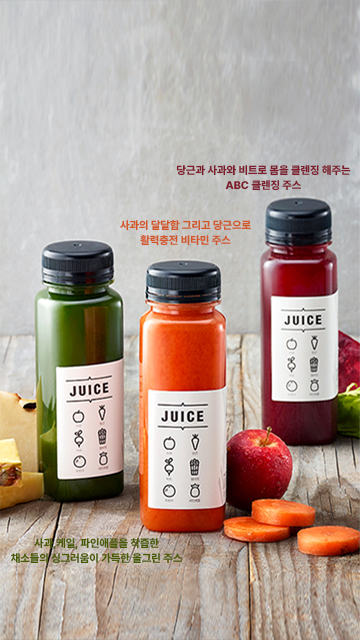 당근과 사과와 비트로 몸을 클렌징 해주는
ABC 클렌징 주스
사과의 달달함 그리고 당근으로
활력충전 비타민 주스
JUICE
JUICE
JUICE
사과 케일, 파인애플을 착즙한
채소들의 싱그러움이 가득한 올그린 주스